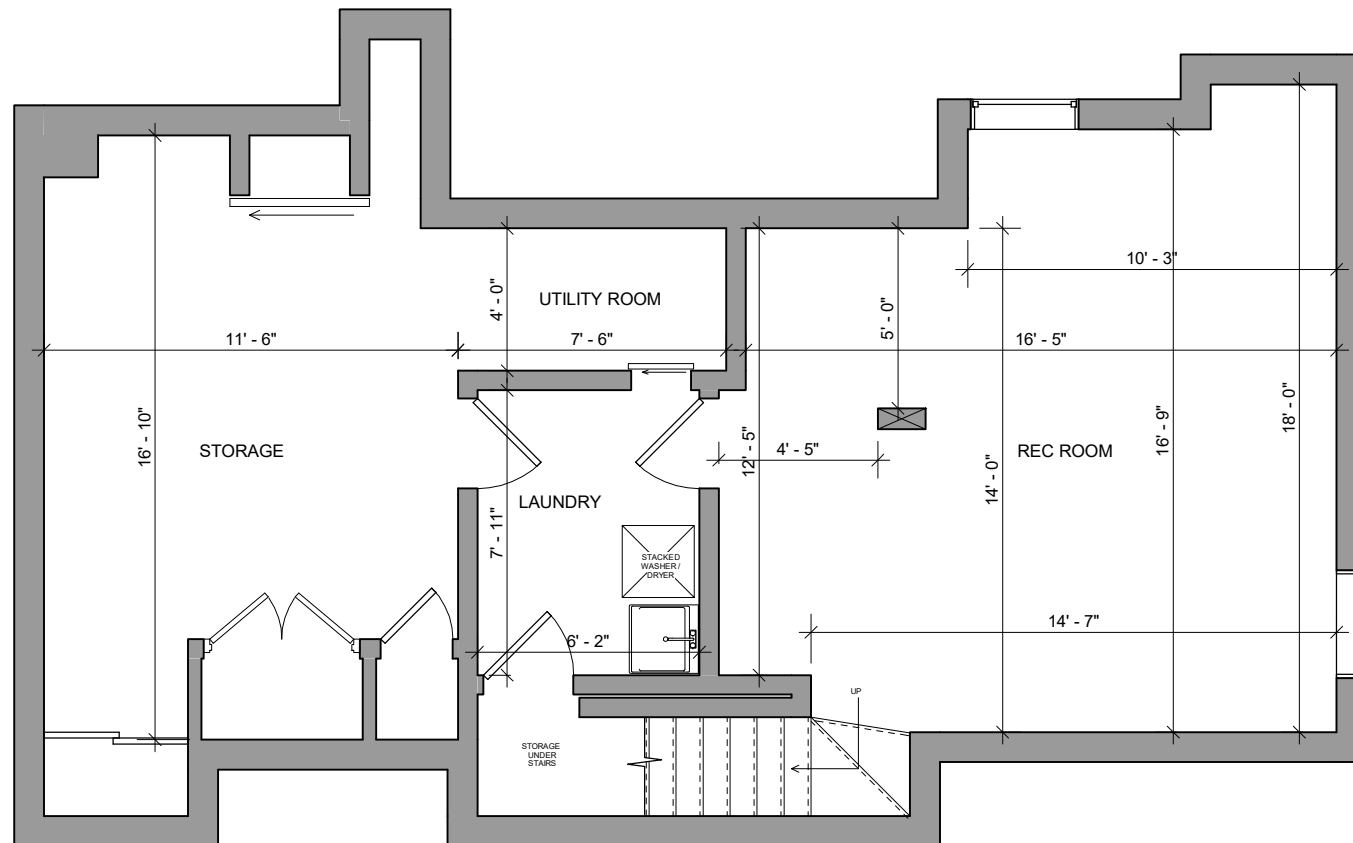 10' - 3"
4' - 0"
UTILITY ROOM
5' - 0"
11' - 6"
7' - 6"
16' - 5"
18' - 0"
16' - 10"
STORAGE
12' - 5"
4' - 5"
16' - 9"
REC ROOM
14' - 0"
LAUNDRY
7' - 11"
STACKED
WASHER /
DRYER
6' - 2"
14' - 7"
UP
STORAGE
UNDER
STAIRS